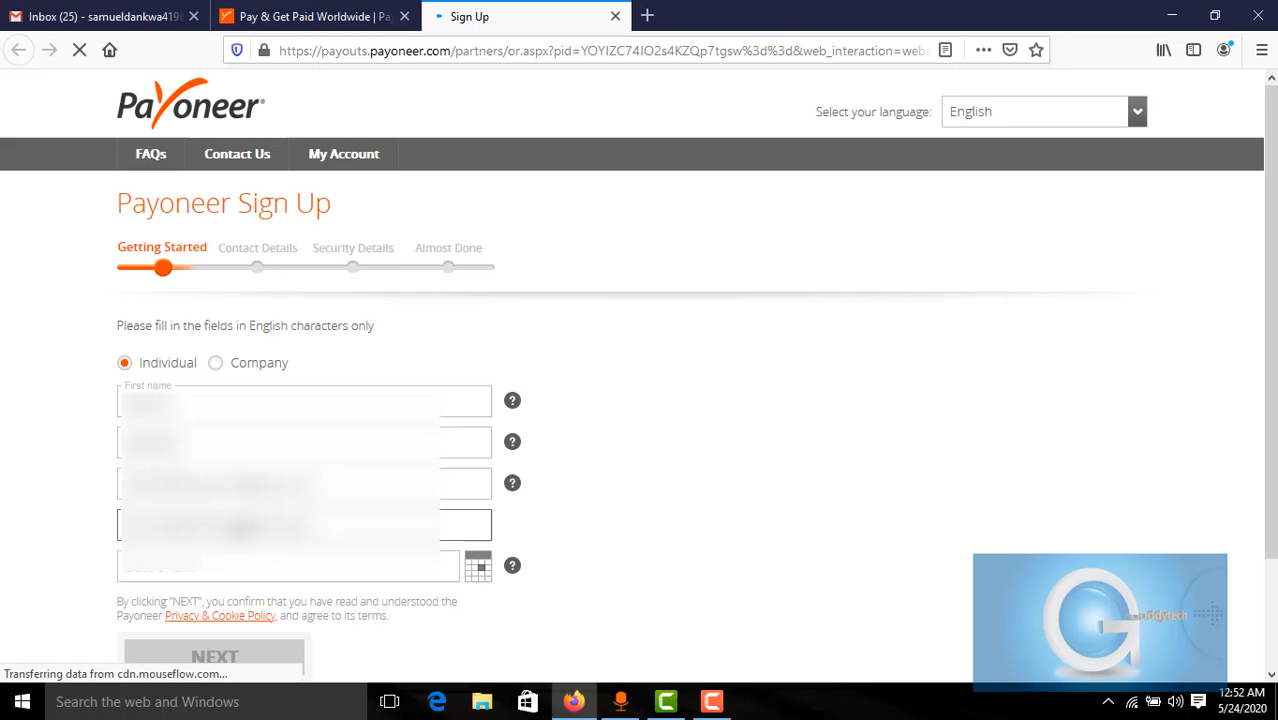 Inbox (25) - samueldankwa419
Pay & Get Paid Worldwide | Pay
Sign Up
https://payouts.payoneer.com/partners/or.aspx?pid=YOYIZC74IO2s4KZQp7tgsw%3d%3d&web_interaction=webs
Payoneer
Select your language:
English
FAQs
Contact Us
My Account
Payoneer Sign Up
Getting Started
Contact Details
Security Details
Almost Done
Please fill in the fields in English characters only
Individual
Company
First name
?
?
?
?
By clicking "NEXT", you confirm that you have read and understood the
Payoneer Privacy & Cookie Policy, and agree to its terms.
NEXT
Transferring data from cdn.mouseflow.com...
Search the web and Windows
12:52 AM
5/24/2020